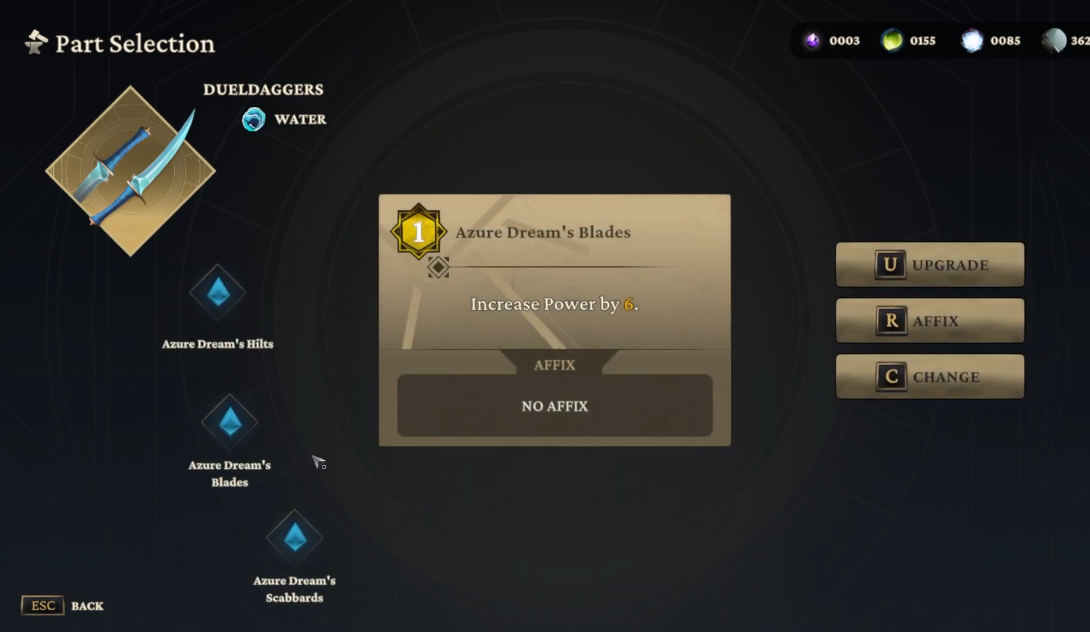 Part Selection
0003
0155
0085
362
DUELDAGGERS
WATER
1
Azure Dream's Blades
Increase Power by 6.
AFFIX
NO AFFIX
U UPGRADE
R AFFIX
C CHANGE
Azure Dream's Hilts
Azure Dream's
Blades
Azure Dream's
Scabbards
ESC BACK